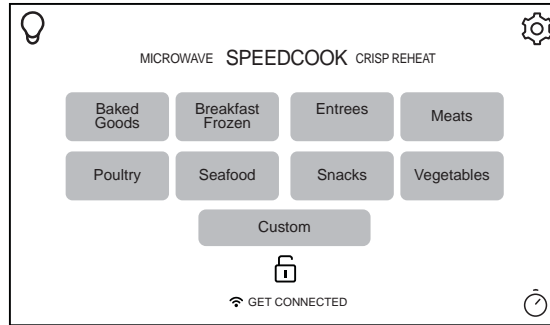 MICROWAVE SPEEDCOOK CRISP REHEAT
Baked
Goods
Breakfast
Frozen
Entrees
Meats
Poultry
Seafood
Snacks
Vegetables
Custom
GET CONNECTED